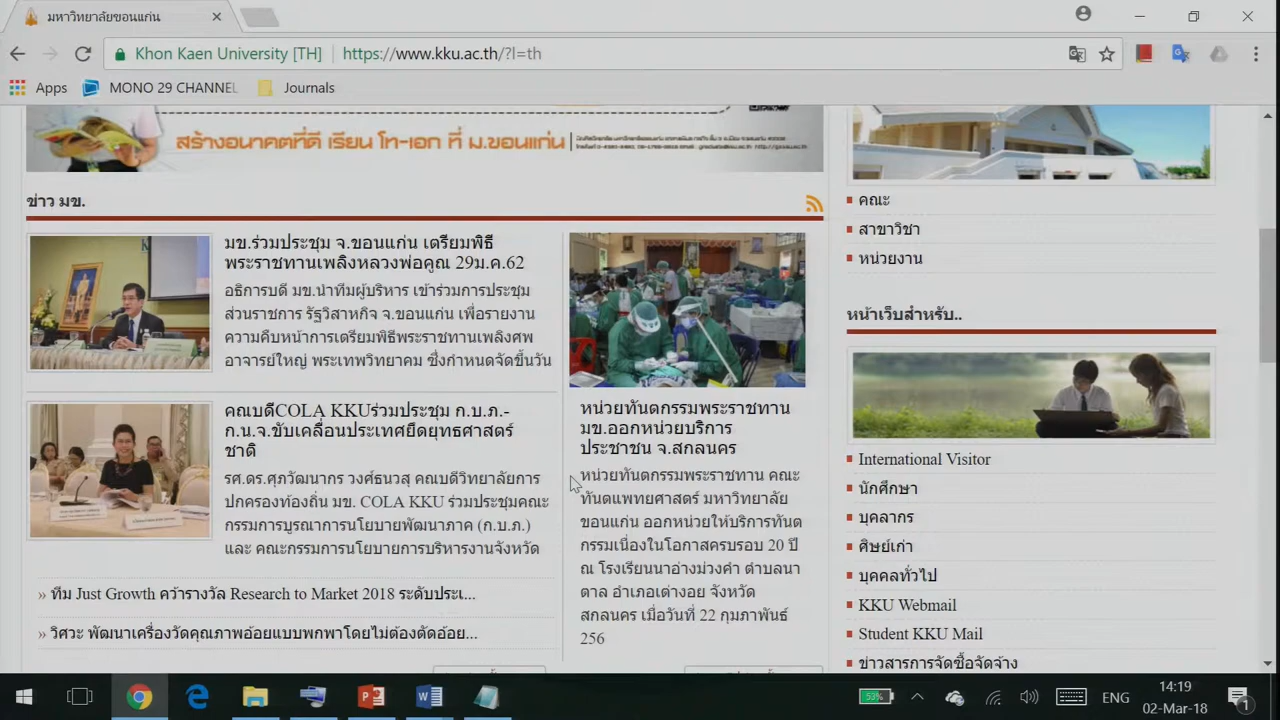 มหาวิทยาลัยขอนแก่น
Khon Kaen University [TH]
https://www.kku.ac.th/?l=th
Apps
MONO 29 CHANNEL
Journals
สร้างอนาคตที่ดี เรียน โท-เอก ที่ ม.ขอนแก่น
ข่าว มข.
มข.ร่วมประชุม จ.ขอนแก่น เตรียมพิธี
พระราชทานเพลิงหลวงพ่อคูณ 29ม.ค.62
อธิการบดี มข.นำทีมผู้บริหาร เข้าร่วมการประชุม
ส่วนราชการ รัฐวิสาหกิจ จ.ขอนแก่น เพื่อรายงาน
ความคืบหน้าการเตรียมพิธีพระราชทานเพลิงศพ
อาจารย์ใหญ่ พระเทพวิทยาคม ซึ่งกำหนดจัดขึ้นวัน
คณบดีCOLA KKUร่วมประชุม ก.บ.ภ.-
ก.น.จ.ขับเคลื่อนประเทศยึดยุทธศาสตร์
ชาติ
รศ.ดร.ศุภวัฒนากร วงศ์ธนวสุ คณบดีวิทยาลัยการ
ปกครองท้องถิ่น มข. COLA KKU ร่วมประชุมคณะ
กรรมการบูรณาการนโยบายพัฒนาภาค (ก.บ.ภ.)
และ คณะกรรมการนโยบายการบริหารงานจังหวัด
» ทีม Just Growth คว้ารางวัล Research to Market 2018 ระดับประเ...
» วิศวะ พัฒนาเครื่องวัดคุณภาพอ้อยแบบพกพาโดยไม่ต้องตัดอ้อย...
หน่วยทันตกรรมพระราชทาน
มข.ออกหน่วยบริการ
ประชาชน จ.สกลนคร
หน่วยทันตกรรมพระราชทาน คณะ
ทันตแพทยศาสตร์ มหาวิทยาลัย
ขอนแก่น ออกหน่วยให้บริการทันต
กรรมเนื่องในโอกาสครบรอบ 20 ปี
ณ โรงเรียนนาอ่างม่วงคำ ตำบลนา
ตาล อำเภอเต่างอย จังหวัด
สกลนคร เมื่อวันที่ 22 กุมภาพันธ์
256
คณะ
สาขาวิชา
หน่วยงาน
หน้าเว็บสำหรับ..
International Visitor
นักศึกษา
บุคลากร
ศิษย์เก่า
บุคคลทั่วไป
KKU Webmail
Student KKU Mail
ข่าวสารการจัดซื้อจัดจ้าง
53%
ENG
14:19
02-Mar-18
1